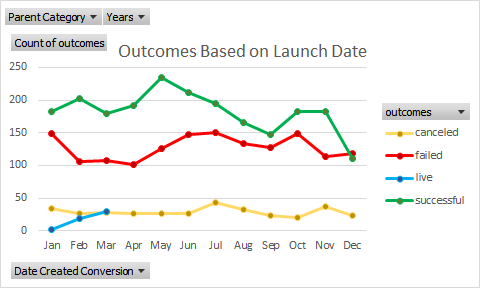 Parent Category Years
Count of outcomes
Outcomes Based on Launch Date
250
200
150
100
50
0
Jan Feb Mar Apr May Jun Jul Aug Sep Oct Nov Dec
outcomes
canceled
failed
live
successful
Date Created Conversion